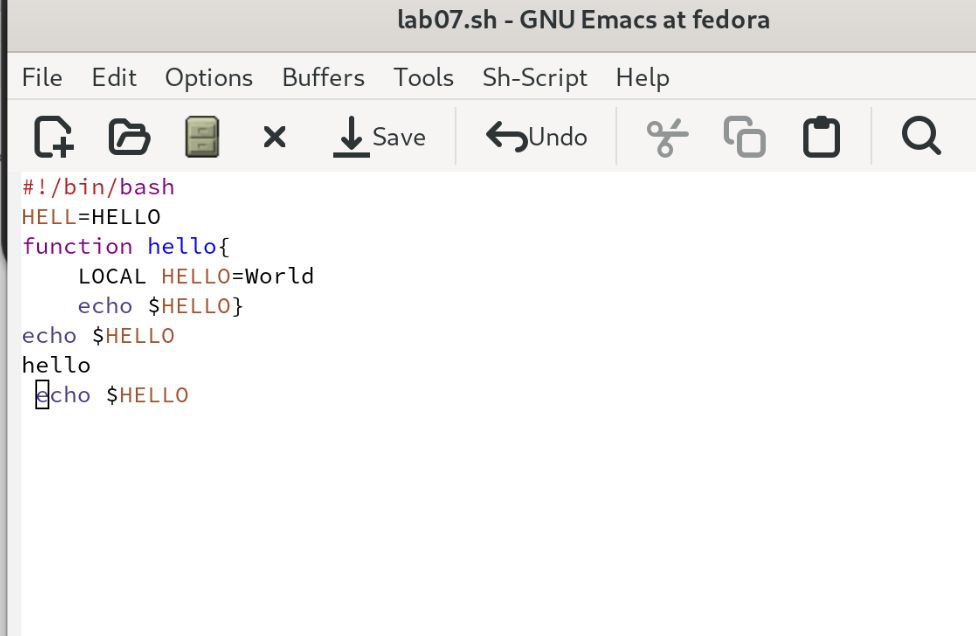 lab07.sh - GNU Emacs at fedora
File Edit Options Buffers Tools Sh-Script Help
Save Undo
#!/bin/bash
HELL=HELLO
function hello{
    LOCAL HELLO=World
    echo $HELLO}
echo $HELLO
hello
 echo $HELLO